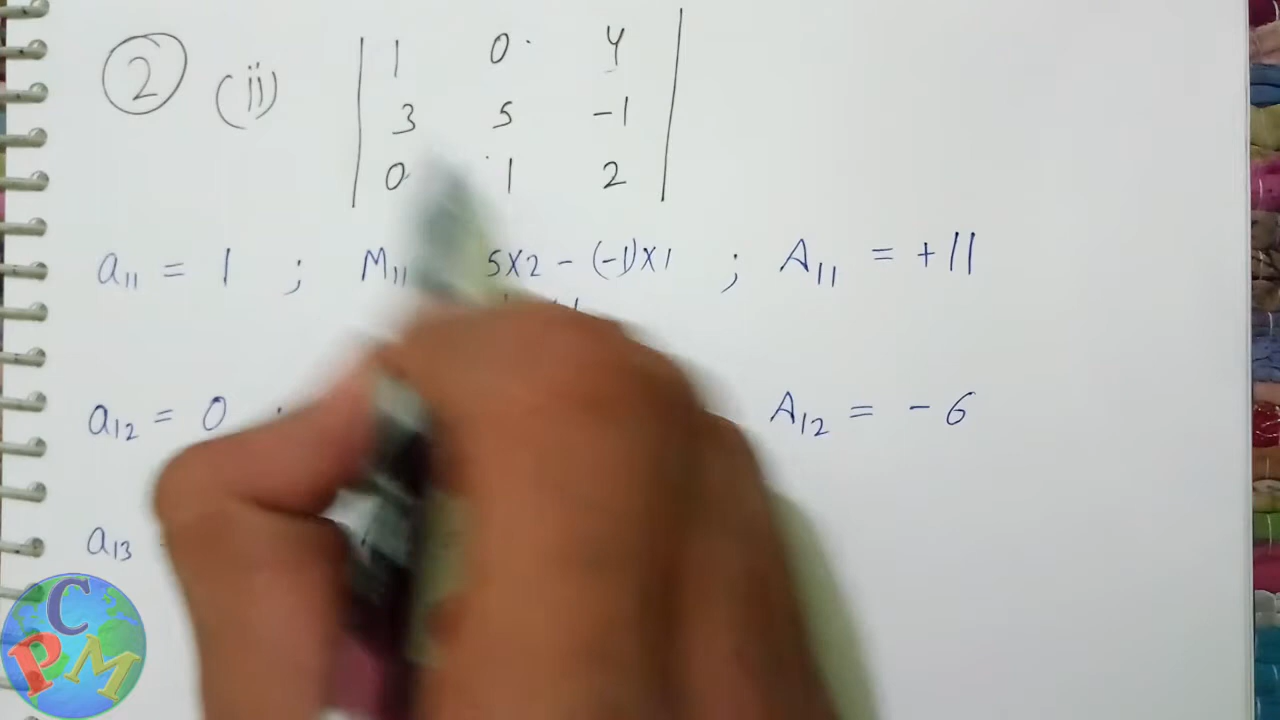 2 (ii) 1 0 4
3 5 -1
0 1 2
a11 = 1 ; M11 5X2 - (-1)X1 ; A11 = +11
a12 = 0 A12 = - 6
a13
CPM